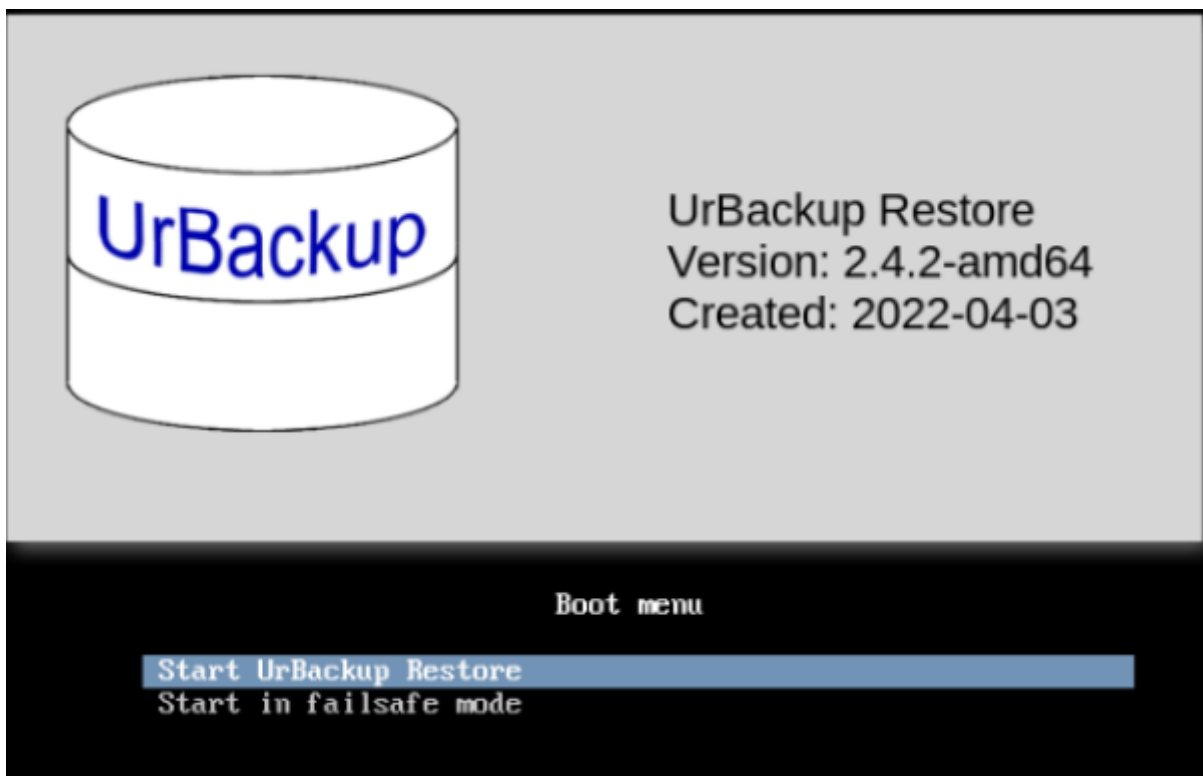 UrBackup
UrBackup Restore
Version: 2.4.2-amd64
Created: 2022-04-03
Boot menu
Start UrBackup Restore
Start in failsafe mode